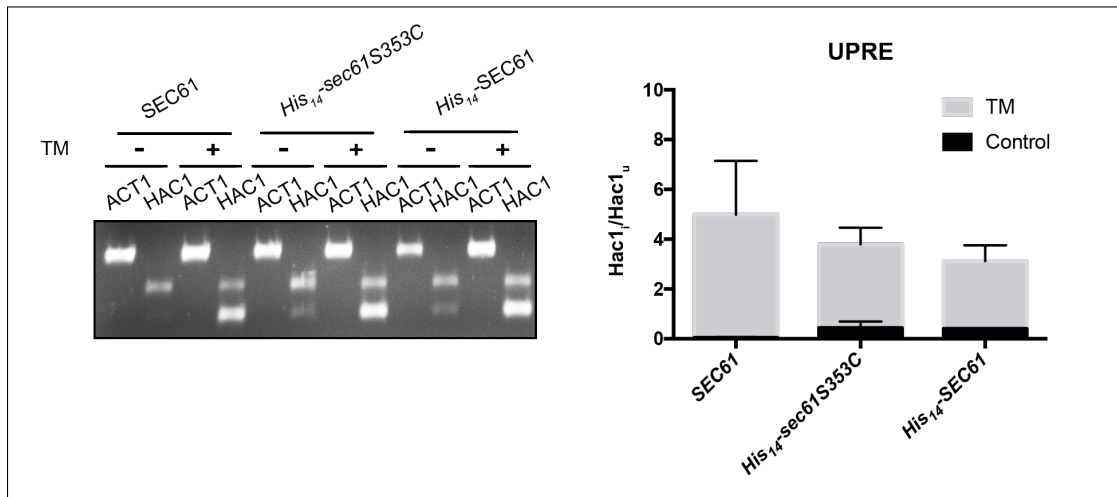 SEC61 His₁₄-sec61S353C His₁₄-SEC61
TM - + - + - +
ACT1 HAC1 ACT1 HAC1 ACT1 HAC1 ACT1 HAC1 ACT1 HAC1 ACT1 HAC1
UPRE
Hac1ᵢ/Hac1ᵤ
10
8
6
4
2
0
TM
Control
SEC61
His₁₄-sec61S353C
His₁₄-SEC61